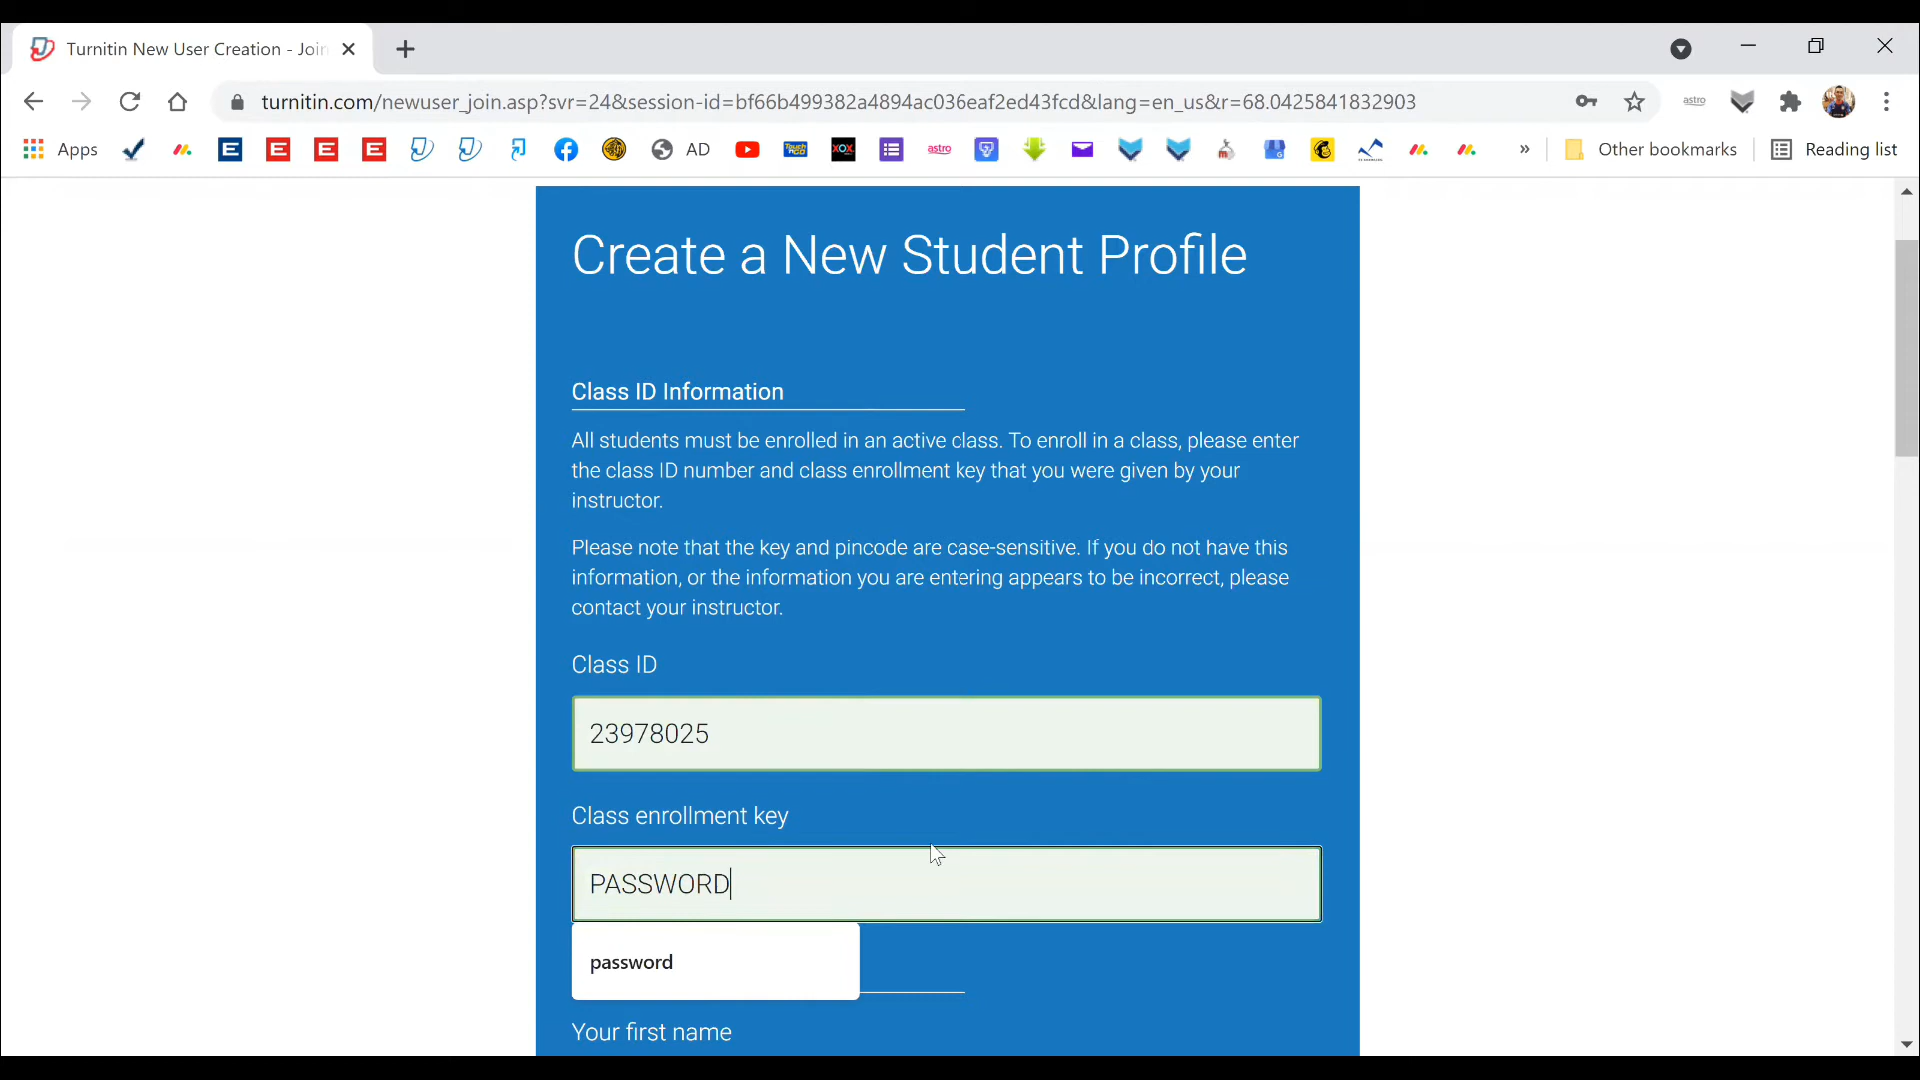 Turnitin New User Creation - Join
turnitin.com/newuser_join.asp?svr=24&session-id=bf66b499382a4894ac036eaf2ed43fcd&lang=en_us&r=68.0425841832903
astro
Apps
E
E
E
E
AD
XOX
astro
Other bookmarks
Reading list
Create a New Student Profile
Class ID Information
All students must be enrolled in an active class. To enroll in a class, please enter
the class ID number and class enrollment key that you were given by your
instructor.
Please note that the key and pincode are case-sensitive. If you do not have this
information, or the information you are entering appears to be incorrect, please
contact your instructor.
Class ID
23978025
Class enrollment key
PASSWORD
password
Your first name